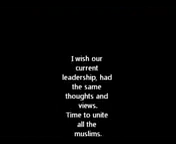 I wish our
current
leadership, had
the same
thoughts and
views.
Time to unite
all the
muslims.